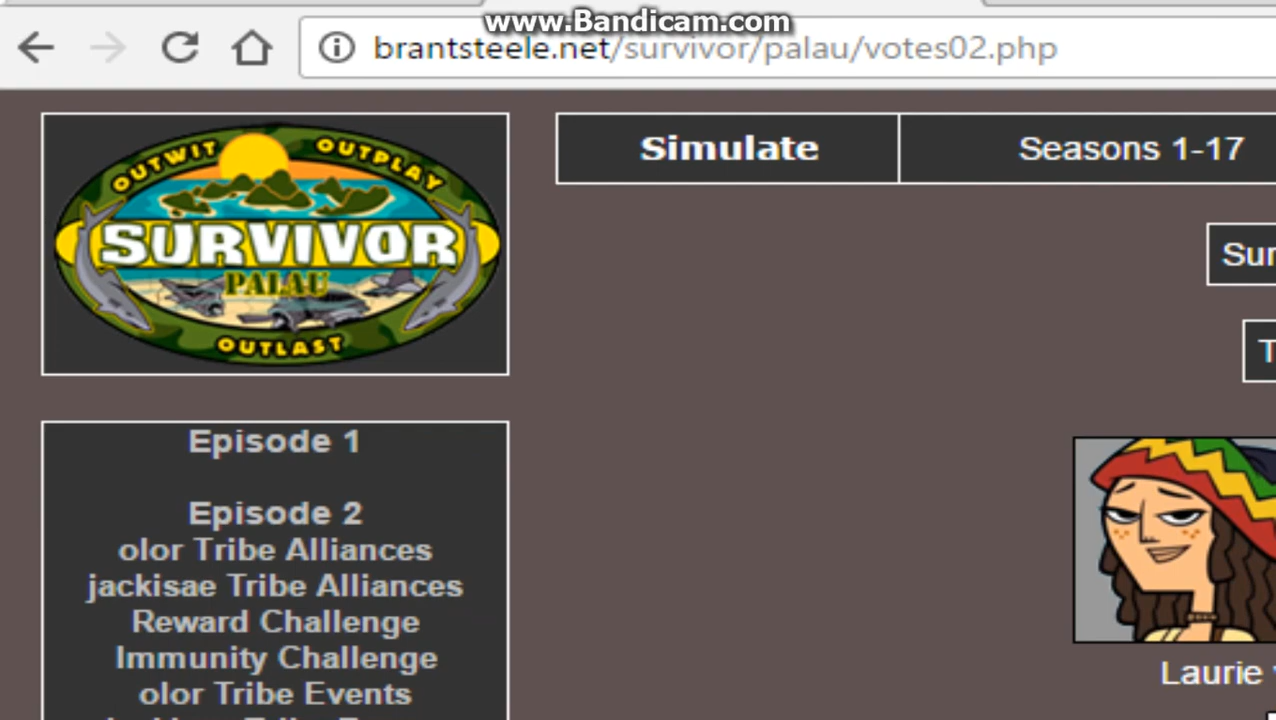 www.Bandicam.com
brantsteele.net/survivor/palau/votes02.php
OUTWIT OUTPLAY
SURVIVOR
PALAU
OUTLAST
Simulate
Seasons 1-17
Sur
T
Episode 1
Episode 2
olor Tribe Alliances
jackisae Tribe Alliances
Reward Challenge
Immunity Challenge
olor Tribe Events
Laurie